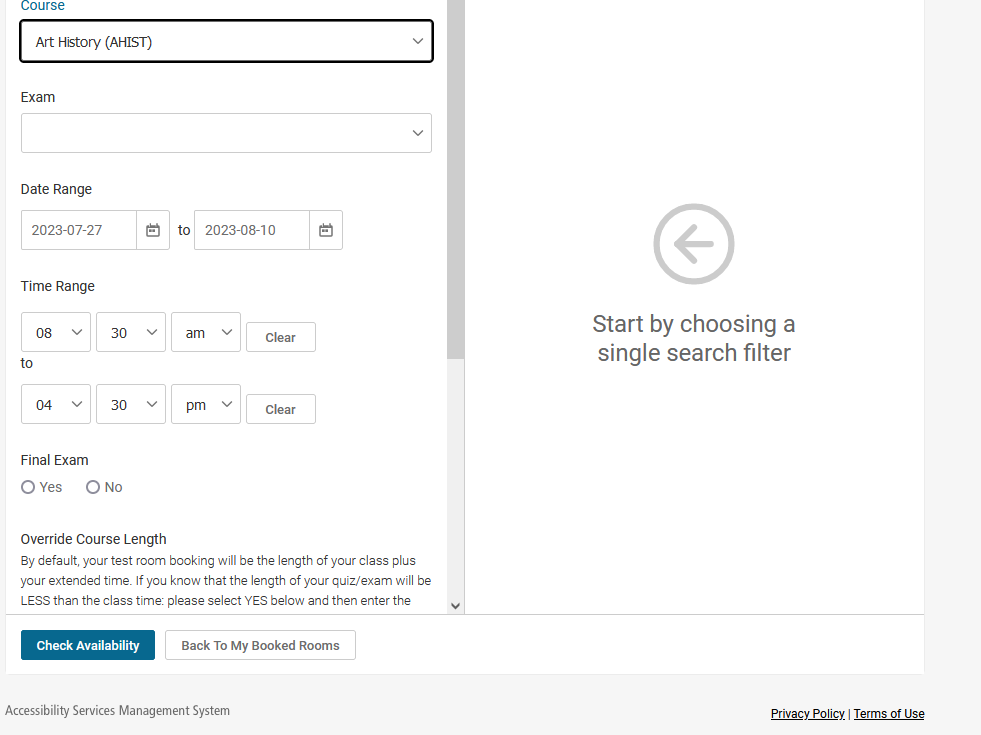 Course
Art History (AHIST)
Exam
Date Range
2023-07-27 to 2023-08-10
Time Range
08 30 am Clear
to
04 30 pm Clear
Final Exam
Yes No
Override Course Length
By default, your test room booking will be the length of your class plus
your extended time. If you know that the length of your quiz/exam will be
LESS than the class time: please select YES below and then enter the
Start by choosing a
single search filter
Check Availability Back To My Booked Rooms
Accessibility Services Management System
Privacy Policy | Terms of Use